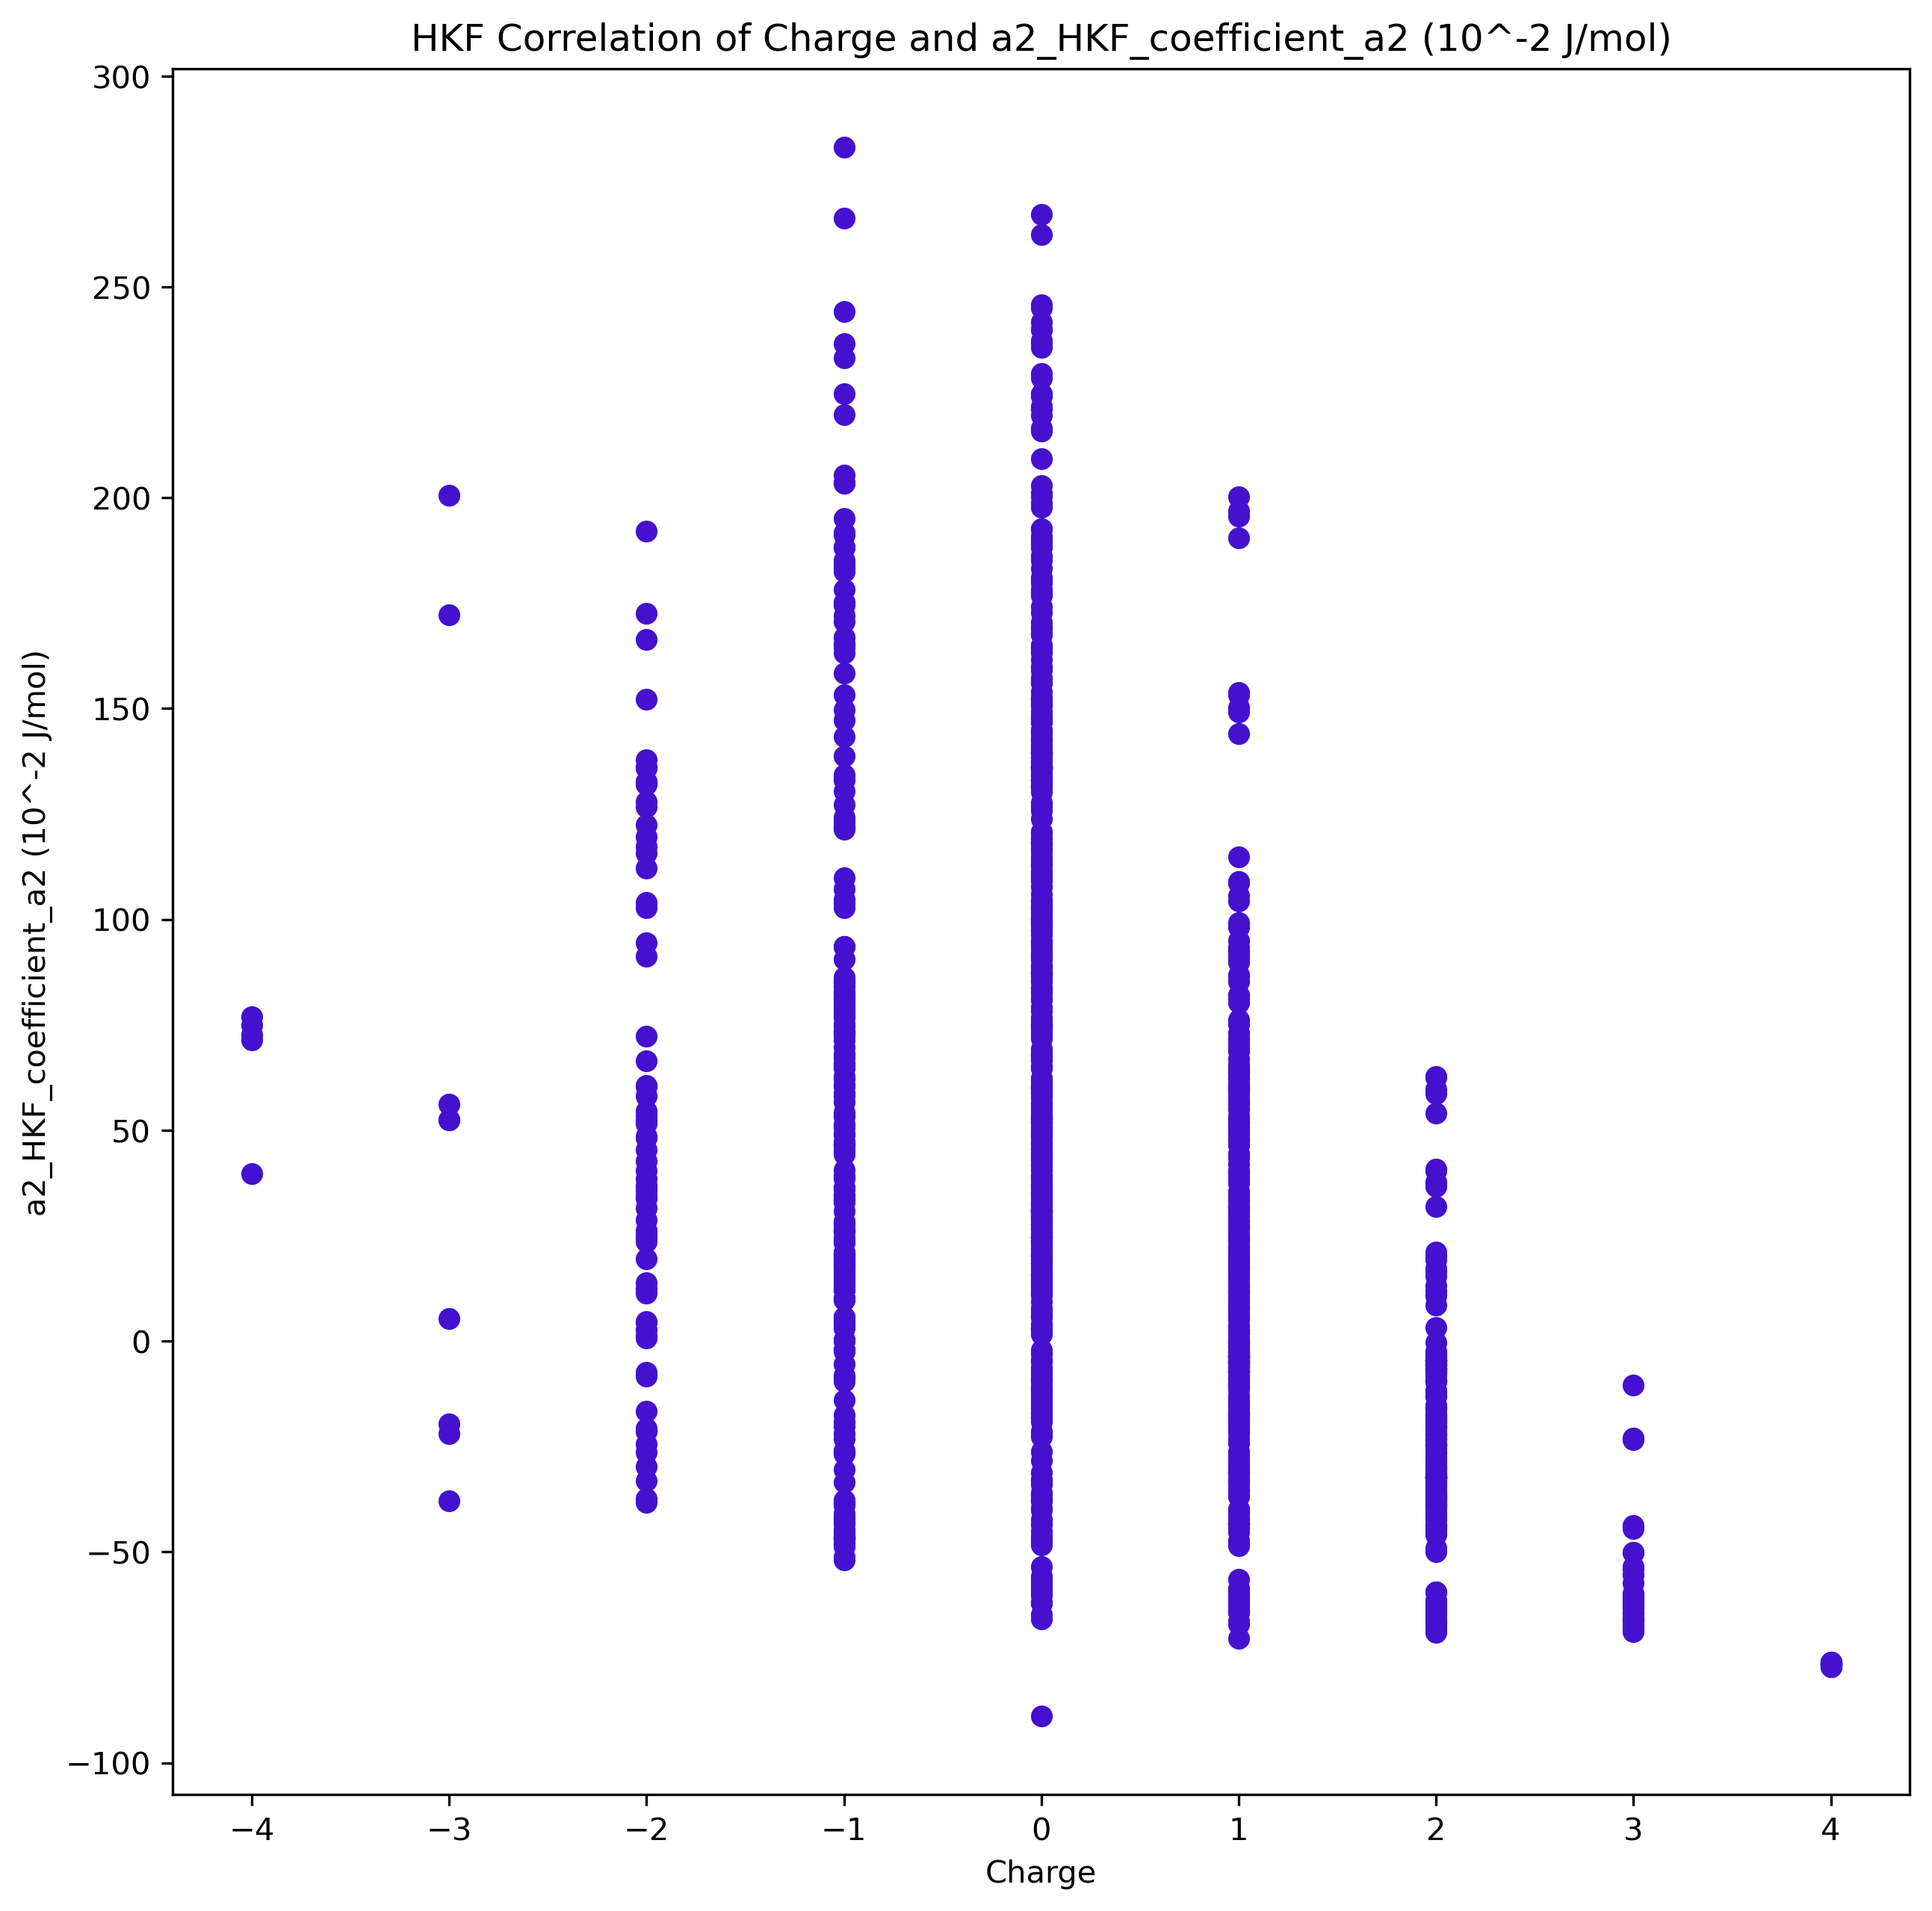 HKF Correlation of Charge and a2_HKF_coefficient_a2 (10^-2 J/mol)
a2_HKF_coefficient_a2 (10^-2 J/mol)
300
250
200
150
100
50
0
−50
−100
−4 −3 −2 −1 0 1 2 3 4
Charge